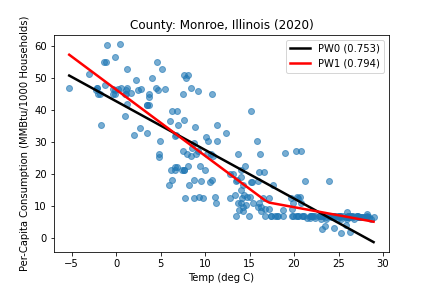 County: Monroe, Illinois (2020)
PW0 (0.753)
PW1 (0.794)
Per-Capita Consumption (MMBtu/1000 Households)
60
50
40
30
20
10
0
−5 0 5 10 15 20 25 30
Temp (deg C)